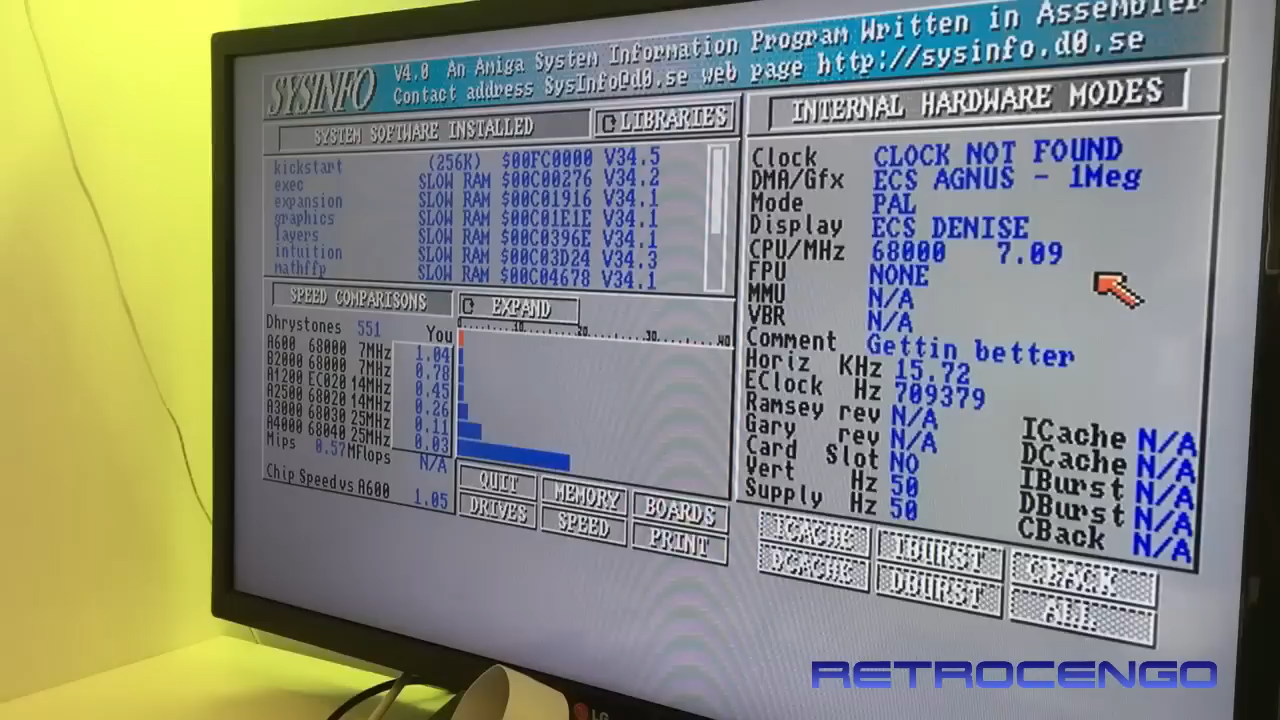 SYSINFO
V4.0 An Amiga System Information Program Written in Assembler
Contact address SysInfo@d0.se web page http://sysinfo.d0.se
SYSTEM SOFTWARE INSTALLED
LIBRARIES
kickstart (256K) $00FC0000 V34.5
exec SLOW RAM $00C00276 V34.2
expansion SLOW RAM $00C01916 V34.1
graphics SLOW RAM $00C01E1E V34.1
layers SLOW RAM $00C0396E V34.1
intuition SLOW RAM $00C03D24 V34.3
mathffp SLOW RAM $00C04678 V34.1
SPEED COMPARISONS
EXPAND
Dhrystones 551 You
0 10 20 30 40
A600 68000 7MHz 1.04
B2000 68000 7MHz 0.78
A1200 EC020 14MHz 0.45
A2500 68020 14MHz 0.26
A3000 68030 25MHz 0.11
A4000 68040 25MHz 0.03
Mips 0.57 MFlops N/A
Chip Speed vs A600 1.05
QUIT MEMORY BOARDS
DRIVES SPEED PRINT
INTERNAL HARDWARE MODES
Clock CLOCK NOT FOUND
DMA/Gfx ECS AGNUS - 1Meg
Mode PAL
Display ECS DENISE
CPU/MHz 68000 7.09
FPU NONE
MMU N/A
VBR N/A
Comment Gettin better
Horiz KHz 15.72
EClock Hz 709379
Ramsey rev N/A ICache N/A
Gary rev N/A DCache N/A
Card Slot NO IBurst N/A
Vert Hz 50 DBurst N/A
Supply Hz 50 CBack N/A
ICACHE IBURST CBACK
DCACHE DBURST ALL
RETROCENGO
LG